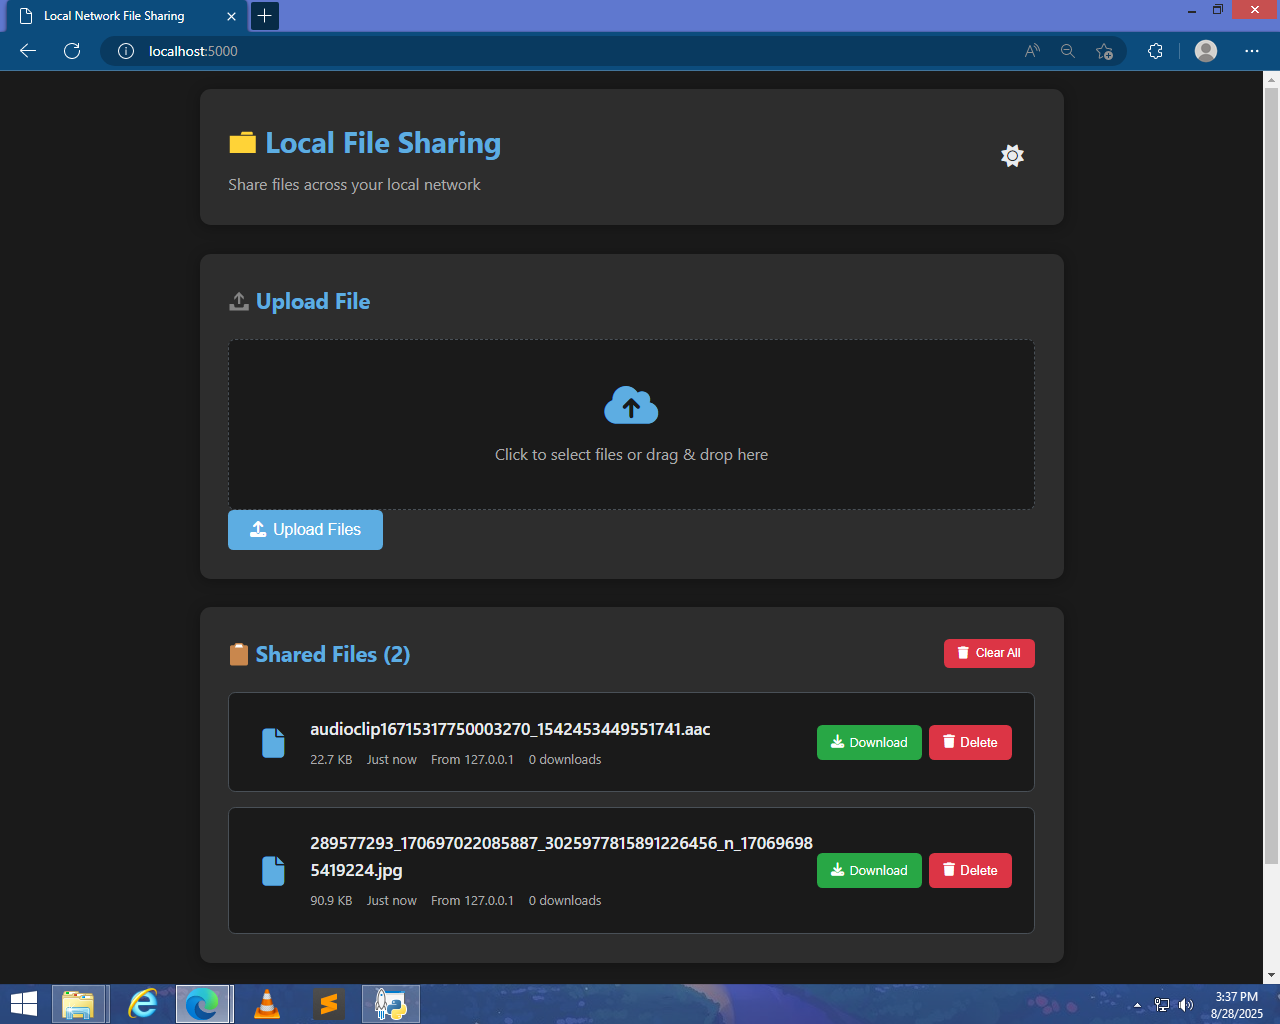 Local Network File Sharing
localhost:5000
Local File Sharing
Share files across your local network
Upload File
Click to select files or drag & drop here
Upload Files
Shared Files (2)
Clear All
audioclip16715317750003270_1542453449551741.aac
22.7 KB Just now From 127.0.0.1 0 downloads
Download
Delete
289577293_170697022085887_3025977815891226456_n_17069698
5419224.jpg
90.9 KB Just now From 127.0.0.1 0 downloads
Download
Delete
3:37 PM
8/28/2025